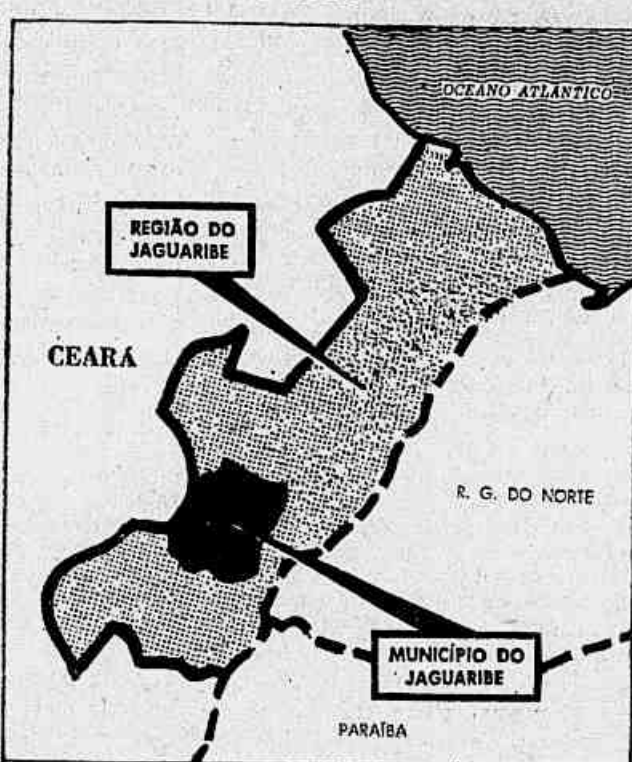 OCEANO ATLÂNTICO
REGIÃO DO
JAGUARIBE
CEARÁ
R. G. DO NORTE
MUNICÍPIO DO
JAGUARIBE
PARAÍBA